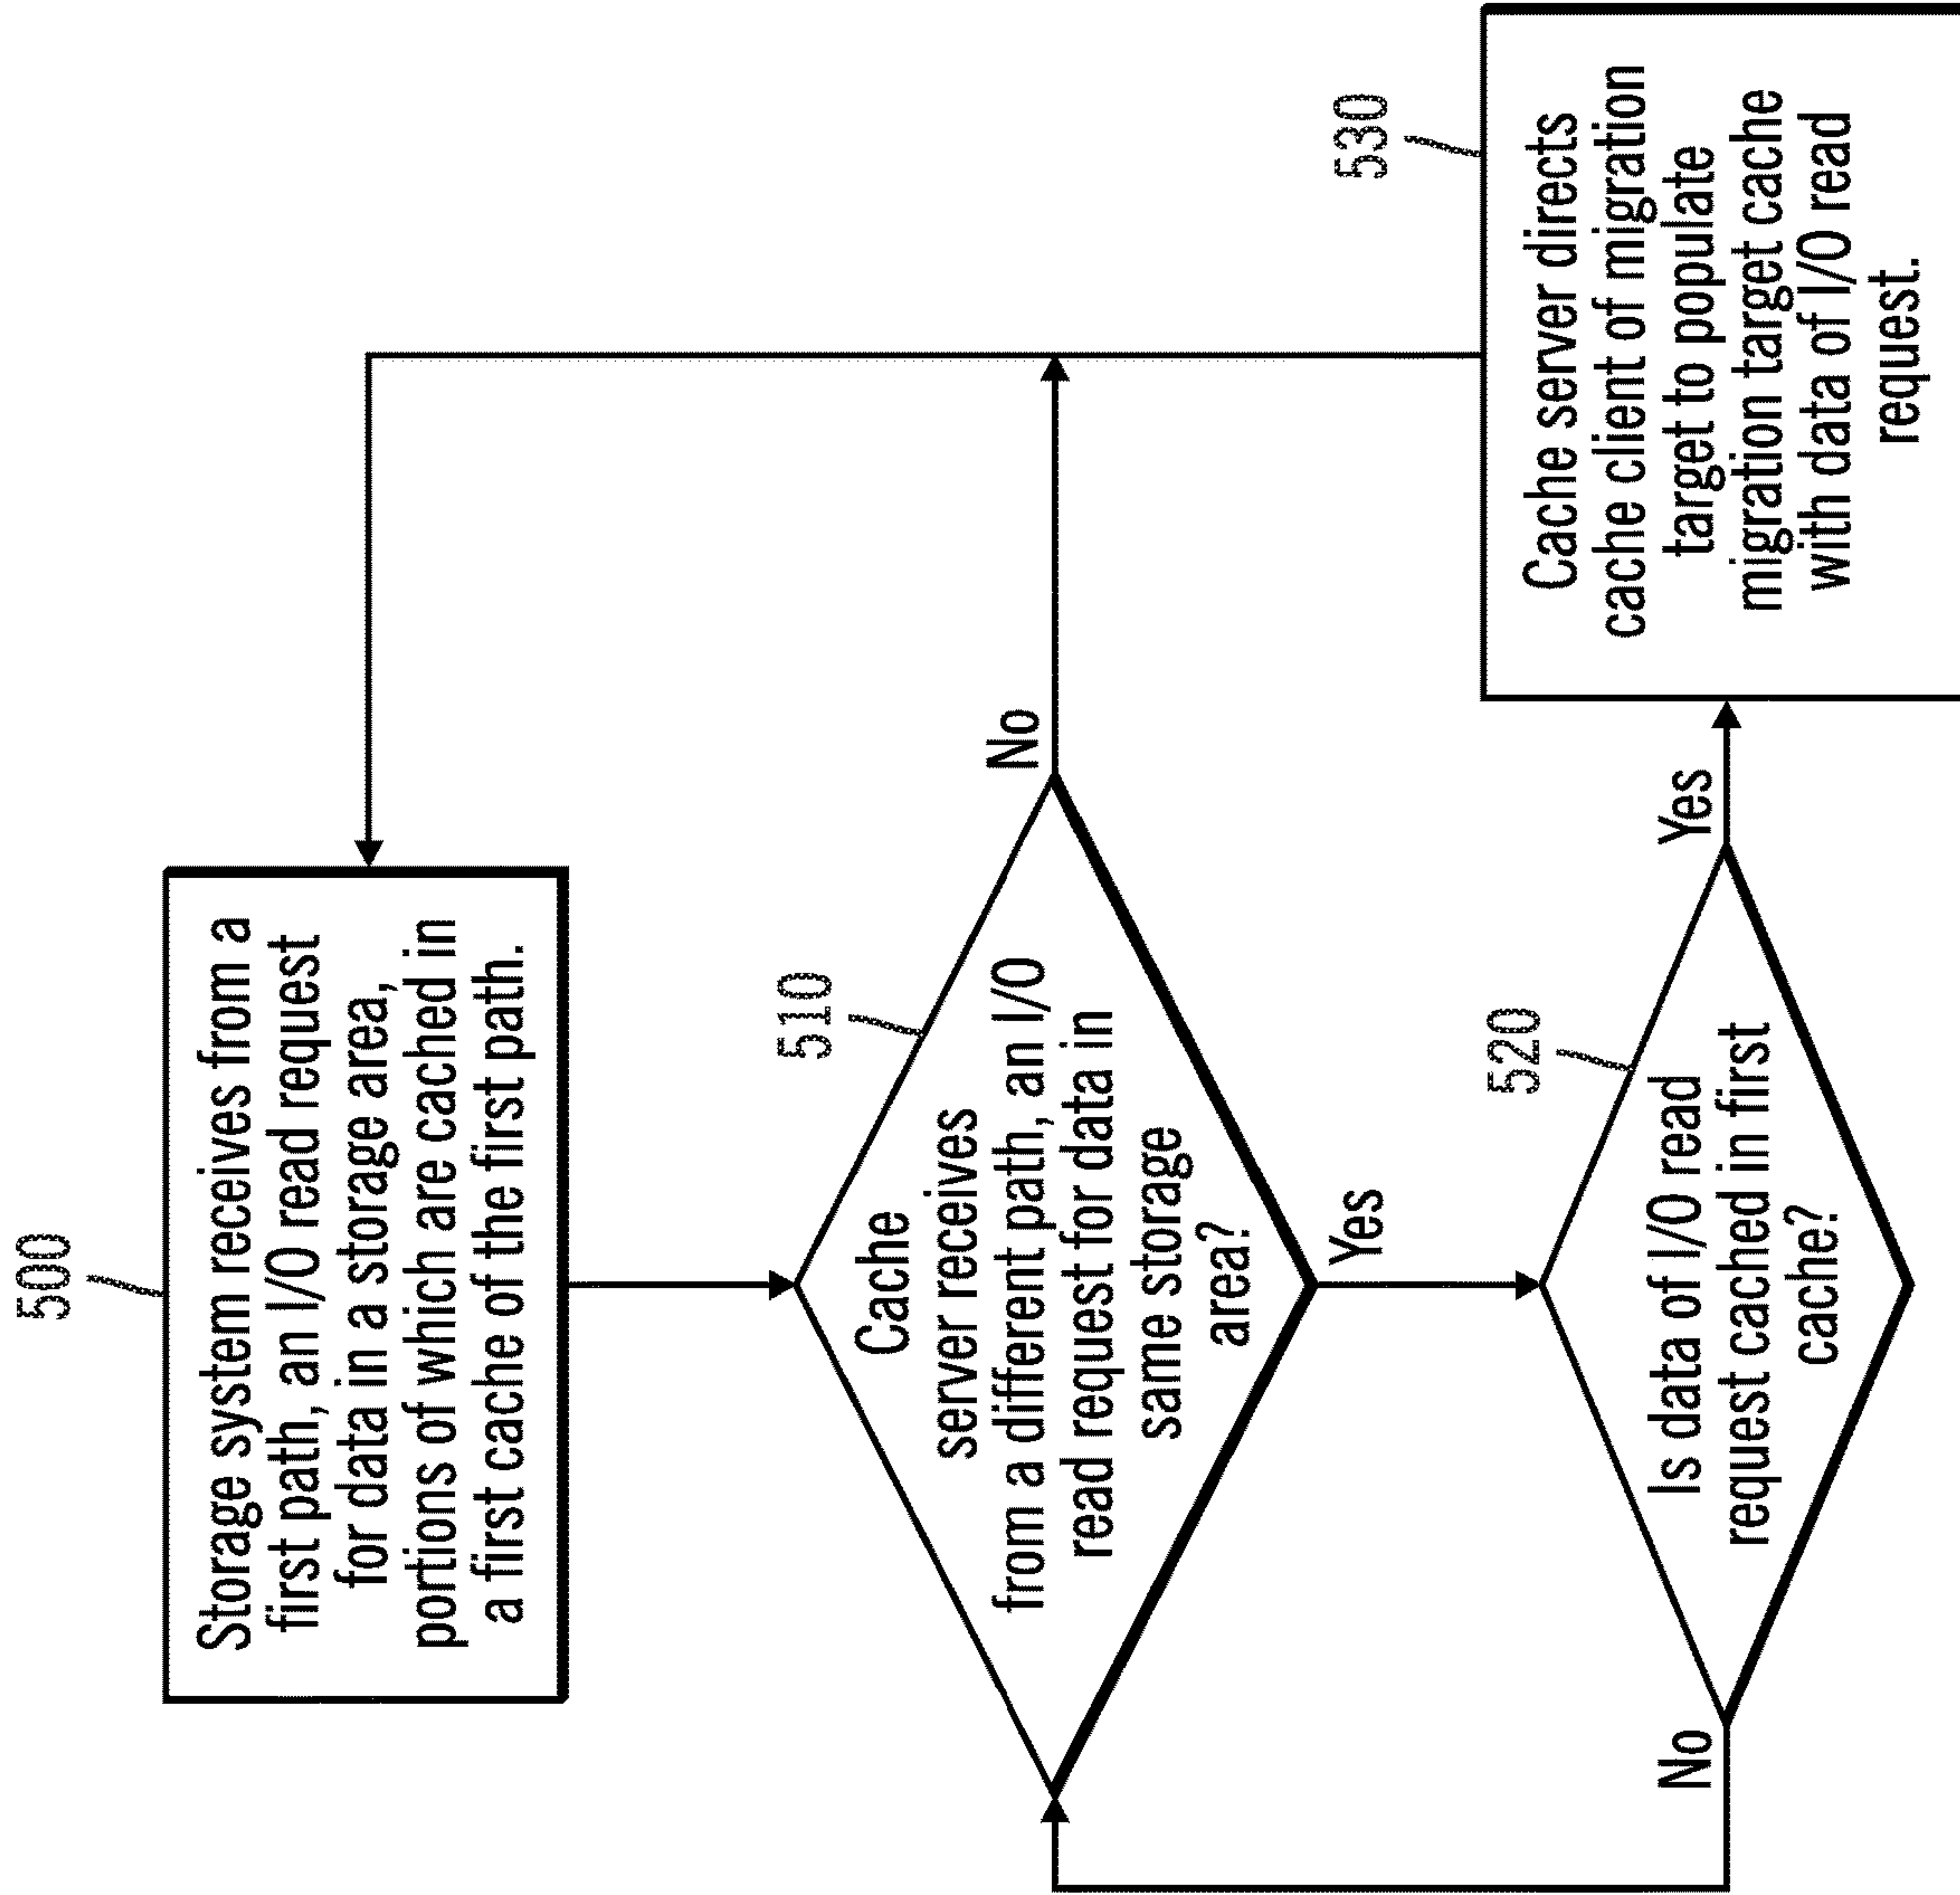 500
Storage system receives from a
first path, an I/O read request
for data in a storage area,
portions of which are cached in
a first cache of the first path.
510
Cache
server receives
from a different path, an I/O
read request for data in
same storage
area?
No
Yes
520
Is data of I/O read
request cached in first
cache?
No
Yes
530
Cache server directs
cache client of migration
target to populate
migration target cache
with data of I/O read
request.